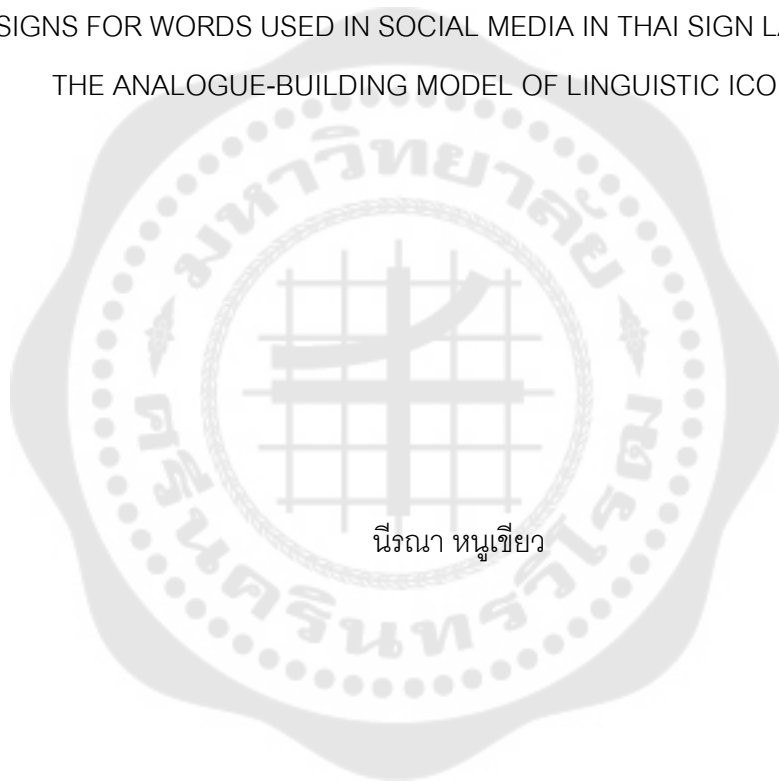 SIGNS FOR WORDS USED IN SOCIAL MEDIA IN THAI SIGN LA
THE ANALOGUE-BUILDING MODEL OF LINGUISTIC ICO
มหาวิทยาลัย
นีรณา หนูเขียว
ศรีนครินทรวิโรฒ